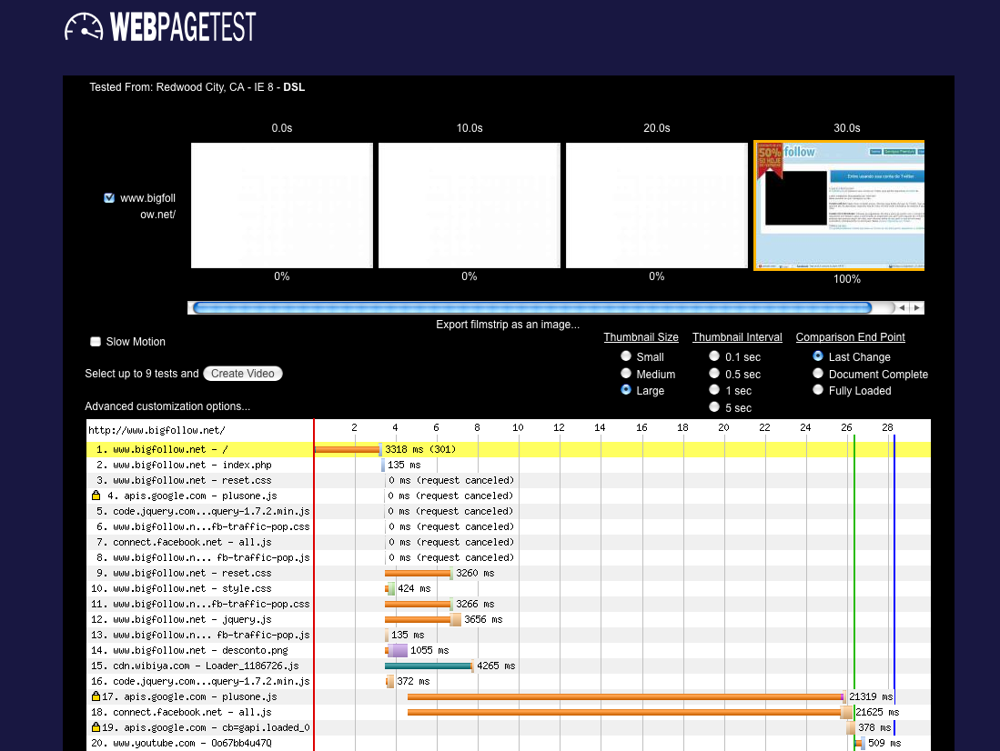 WEBPAGETEST
Tested From: Redwood City, CA - IE 8 - DSL
0.0s 10.0s 20.0s 30.0s
www.bigfoll
ow.net/
50%
follow
Entre usando sua conta do Twitter
0% 0% 0% 100%
Export filmstrip as an image...
Slow Motion
Select up to 9 tests and Create Video
Advanced customization options...
Thumbnail Size Thumbnail Interval Comparison End Point
Small 0.1 sec Last Change
Medium 0.5 sec Document Complete
Large 1 sec Fully Loaded
5 sec
http://www.bigfollow.net/ 2 4 6 8 10 12 14 16 18 20 22 24 26 28
1. www.bigfollow.net – / 3318 ms (301)
2. www.bigfollow.net – index.php 135 ms
3. www.bigfollow.net – reset.css 0 ms (request canceled)
4. apis.google.com – plusone.js 0 ms (request canceled)
5. code.jquery.com...query-1.7.2.min.js 0 ms (request canceled)
6. www.bigfollow.n...fb-traffic-pop.css 0 ms (request canceled)
7. connect.facebook.net – all.js 0 ms (request canceled)
8. www.bigfollow.n... fb-traffic-pop.js 0 ms (request canceled)
9. www.bigfollow.net – reset.css 3260 ms
10. www.bigfollow.net – style.css 424 ms
11. www.bigfollow.n...fb-traffic-pop.css 3266 ms
12. www.bigfollow.net – jquery.js 3656 ms
13. www.bigfollow.n... fb-traffic-pop.js 135 ms
14. www.bigfollow.net – desconto.png 1055 ms
15. cdn.wibiya.com – Loader_1186726.js 4265 ms
16. code.jquery.com...query-1.7.2.min.js 372 ms
17. apis.google.com – plusone.js 21319 ms
18. connect.facebook.net – all.js 21625 ms
19. apis.google.com – cb=gapi.loaded_0 378 ms
20. www.youtube.com – Oo67bb4u47Q 509 ms